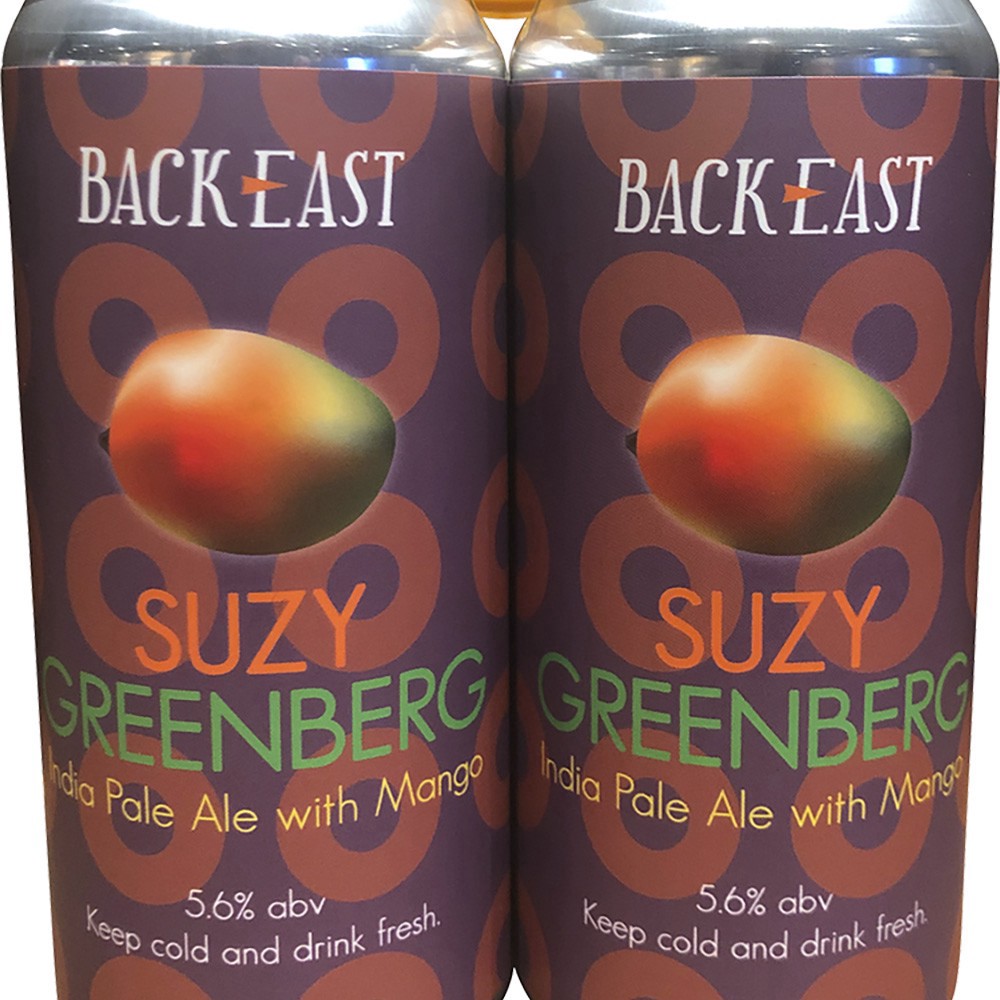 BACK EAST
SUZY
GREENBERG
India Pale Ale with Mango
5.6% abv
Keep cold and drink fresh.
BACK EAST
SUZY
GREENBERG
India Pale Ale with Mango
5.6% abv
Keep cold and drink fresh.